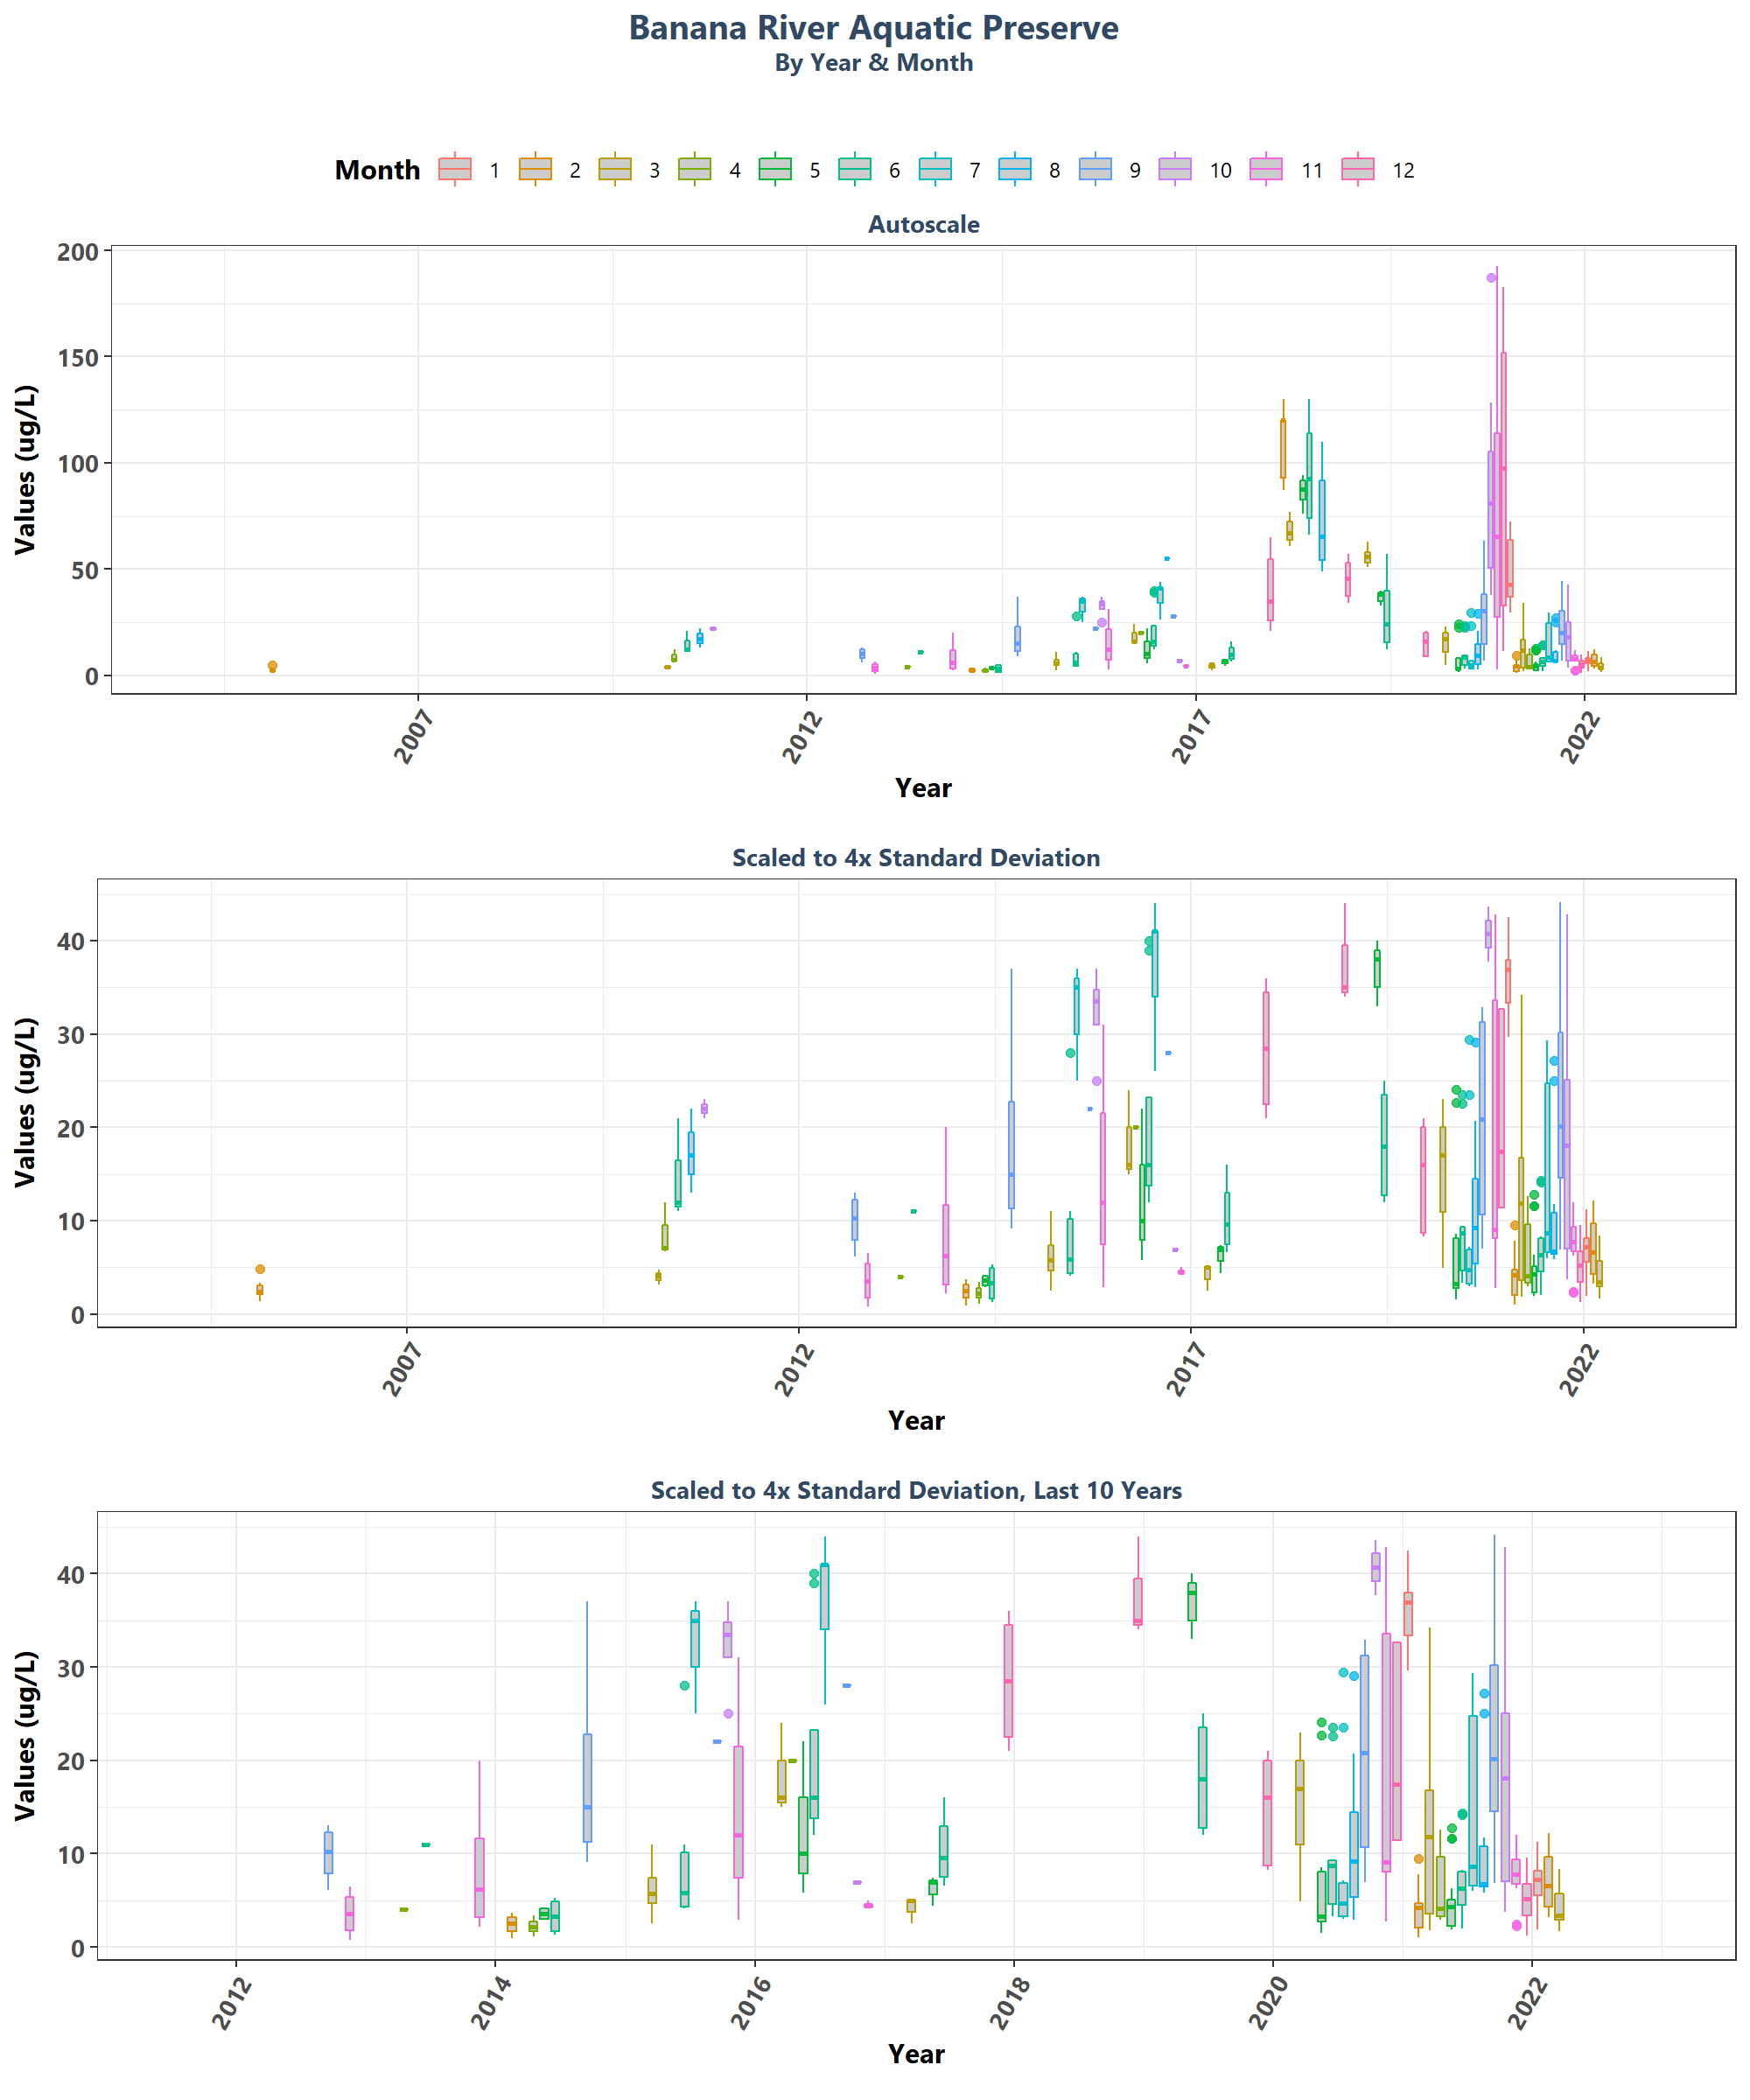 Banana River Aquatic Preserve
By Year & Month
Month 1 2 3 4 5 6 7 8 9 10 11 12
Autoscale
Values (ug/L)
200
150
100
50
0
2007 2012 2017 2022
Year
Scaled to 4x Standard Deviation
Values (ug/L)
40
30
20
10
0
2007 2012 2017 2022
Year
Scaled to 4x Standard Deviation, Last 10 Years
Values (ug/L)
40
30
20
10
0
2012 2014 2016 2018 2020 2022
Year